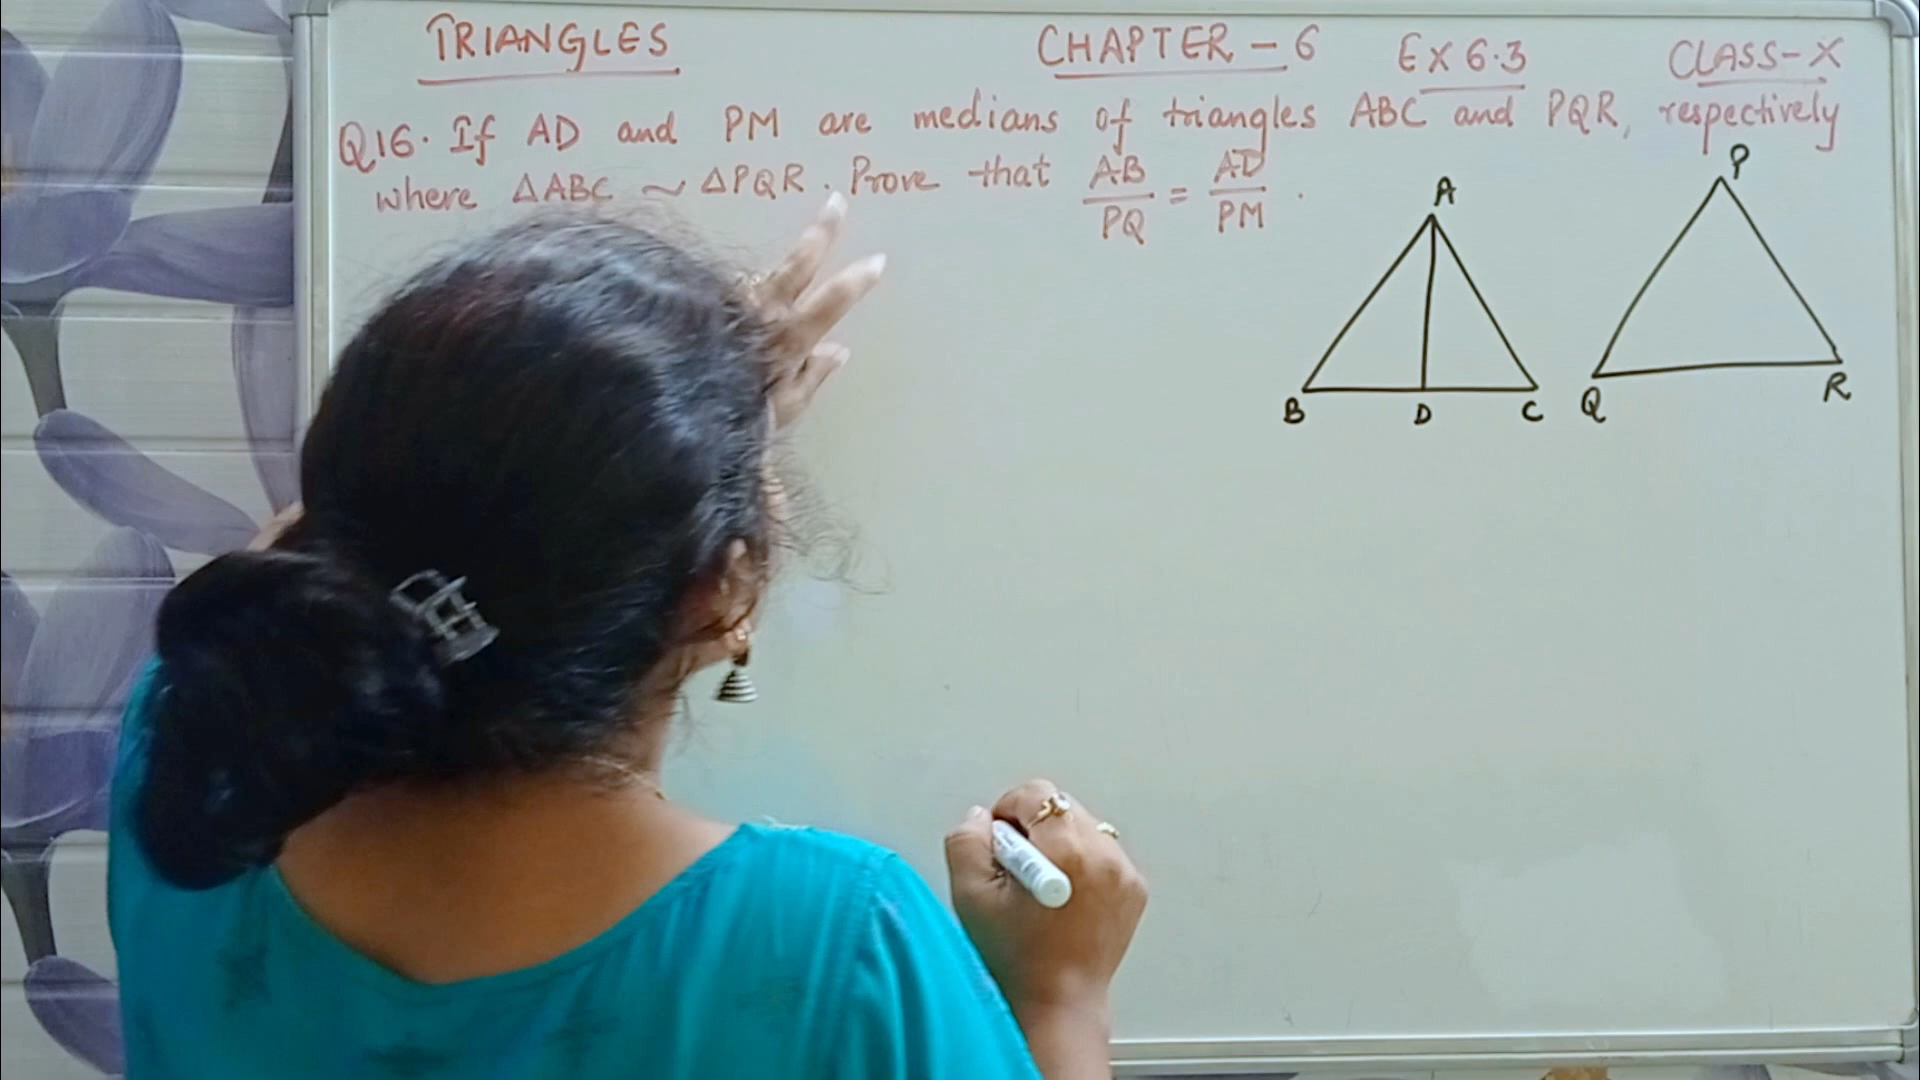 TRIANGLES CHAPTER - 6 EX 6.3 CLASS-X
Q16. If AD and PM are medians of triangles ABC and PQR, respectively
where ΔABC ~ ΔPQR. Prove that AB/PQ = AD/PM.
A
P
B D C
Q R